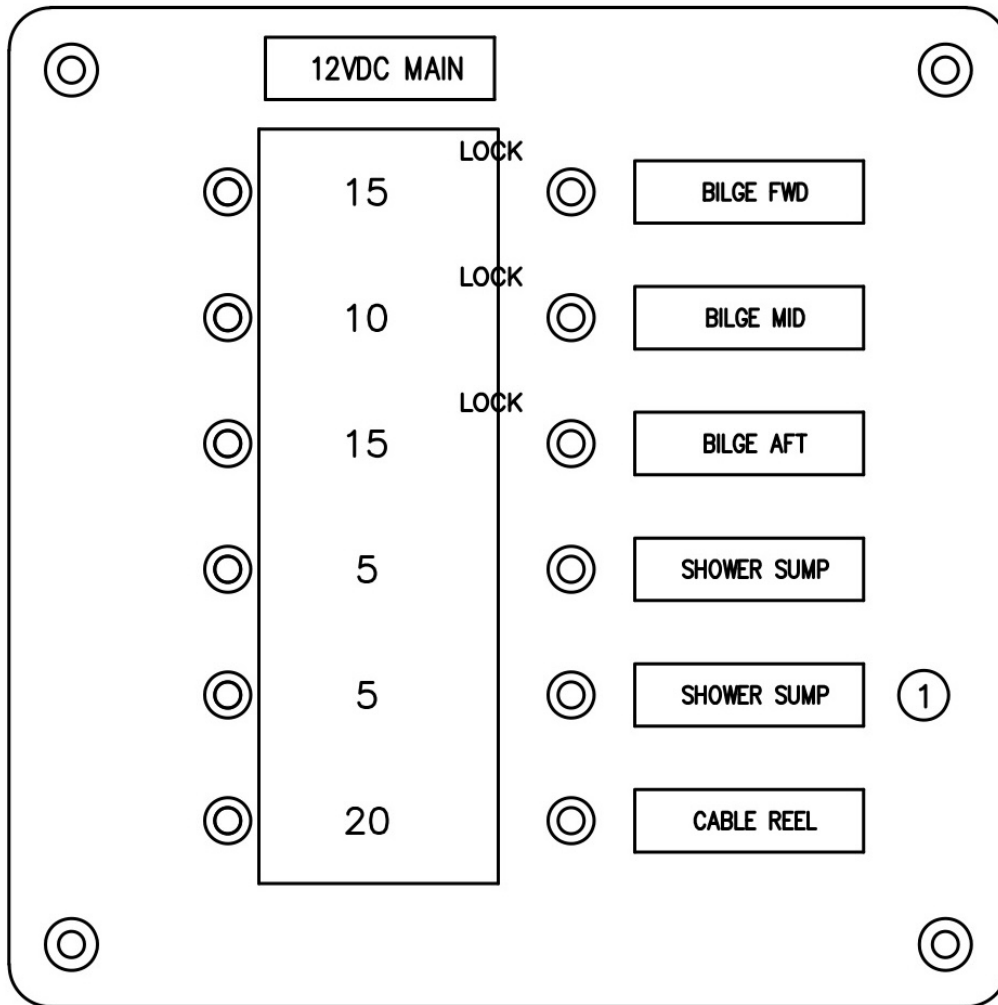 12VDC MAIN
LOCK
15 BILGE FWD
LOCK
10 BILGE MID
LOCK
15 BILGE AFT
5 SHOWER SUMP
5 SHOWER SUMP 1
20 CABLE REEL